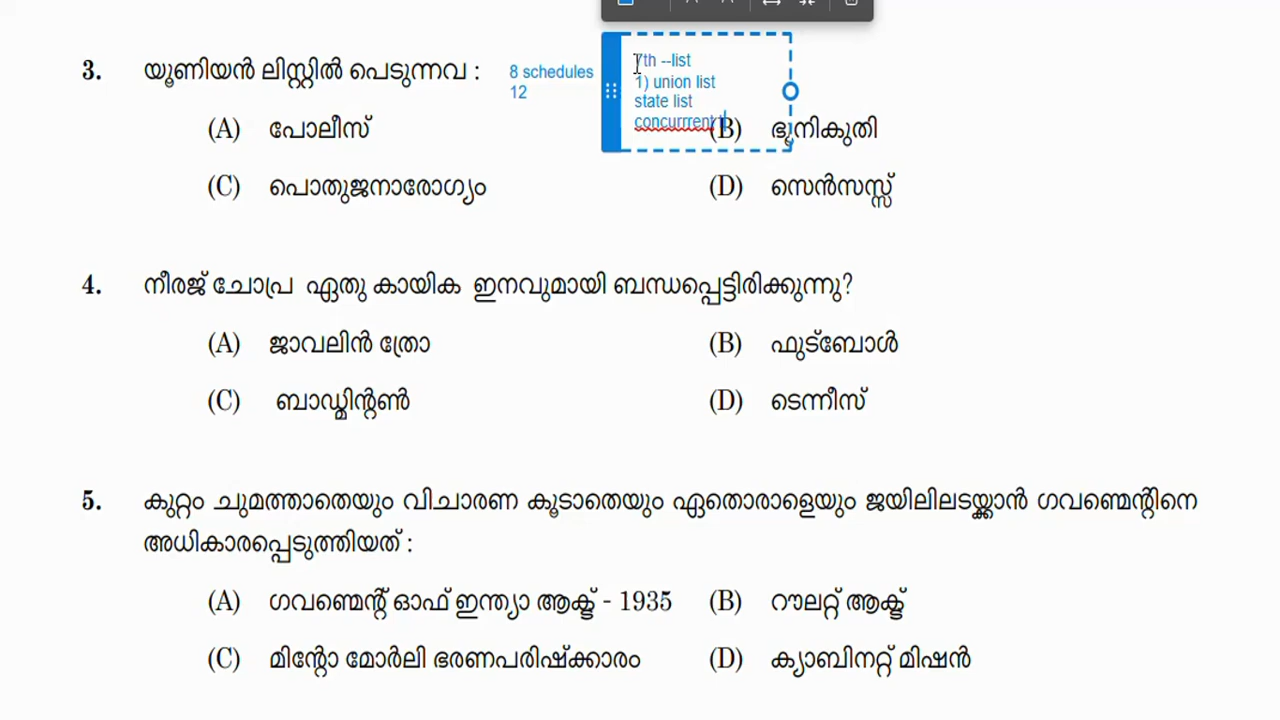 3. യൂണിയൻ ലിസ്റ്റിൽ പെടുന്നവ :
8 schedules
12
7th --list
1) union list
state list
concurrrent l
(A) പോലീസ്
(B) ഭൂനികുതി
(C) പൊതുജനാരോഗ്യം
(D) സെൻസസ്സ്
4. നീരജ് ചോപ്ര ഏതു കായിക ഇനവുമായി ബന്ധപ്പെട്ടിരിക്കുന്നു?
(A) ജാവലിൻ ത്രോ
(B) ഫുട്ബോൾ
(C) ബാഡ്മിന്റൺ
(D) ടെന്നീസ്
5. കുറ്റം ചുമത്താതെയും വിചാരണ കൂടാതെയും ഏതൊരാളെയും ജയിലിലടയ്ക്കാൻ ഗവണ്മെന്റിനെ
അധികാരപ്പെടുത്തിയത് :
(A) ഗവണ്മെന്റ് ഓഫ് ഇന്ത്യാ ആക്ട് - 1935
(B) റൗലറ്റ് ആക്ട്
(C) മിന്റോ മോർലി ഭരണപരിഷ്ക്കാരം
(D) ക്യാബിനറ്റ് മിഷൻ